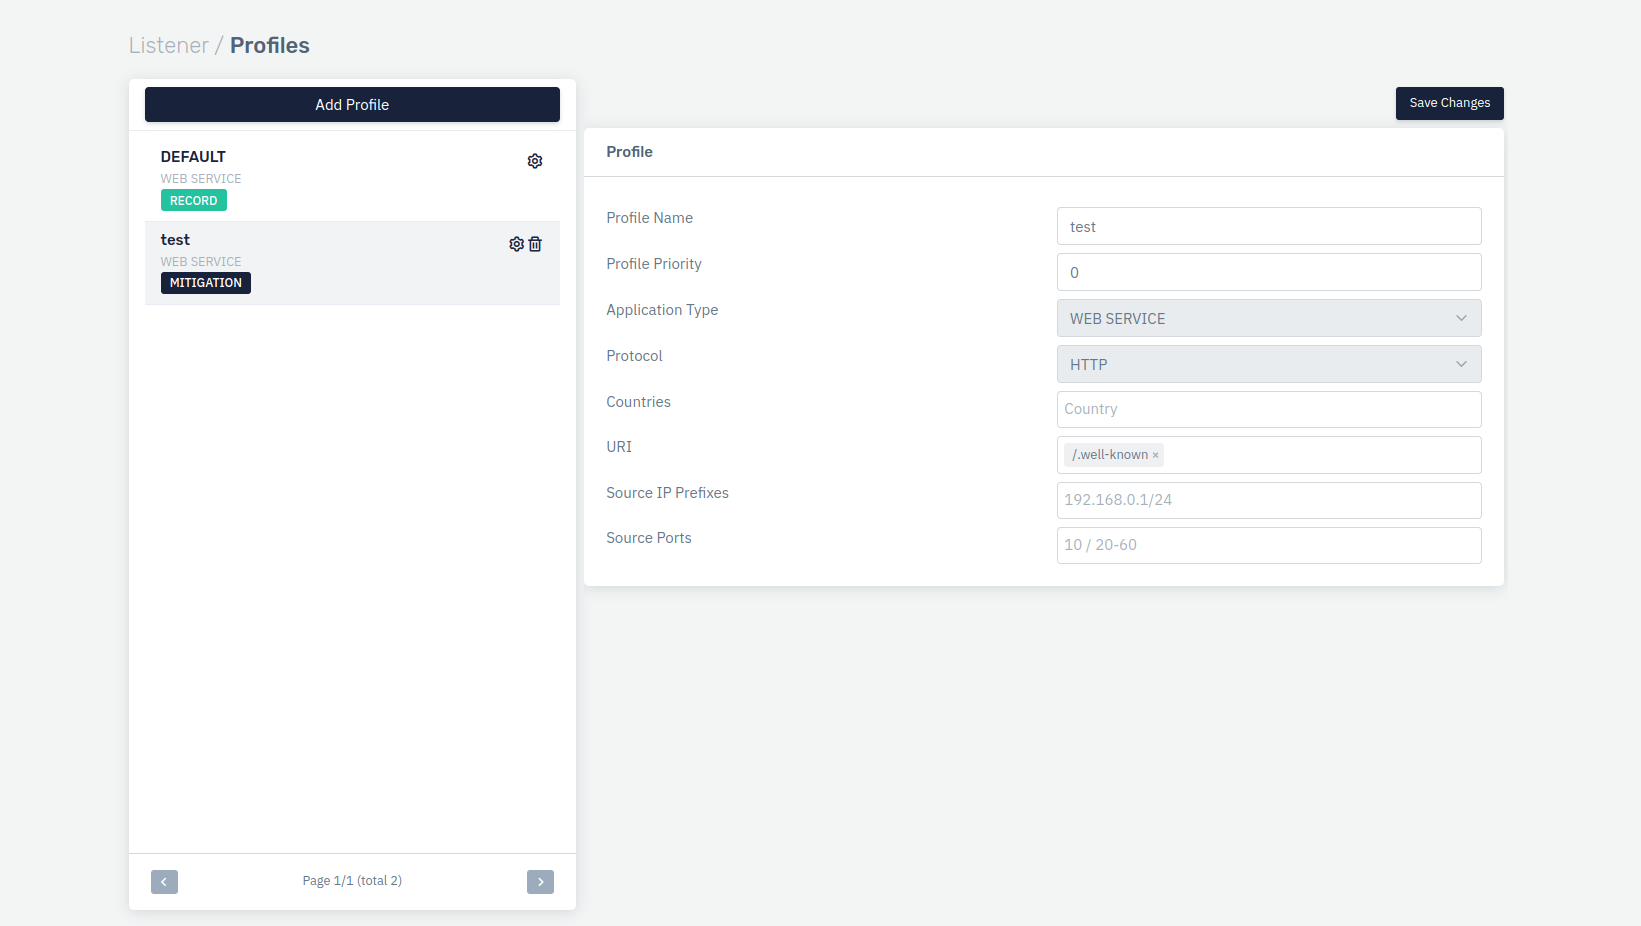 Listener / Profiles
Add Profile
DEFAULT
WEB SERVICE
RECORD
test
WEB SERVICE
MITIGATION
Page 1/1 (total 2)
Save Changes
Profile
Profile Name
test
Profile Priority
0
Application Type
WEB SERVICE
Protocol
HTTP
Countries
Country
URI
/.well-known ×
Source IP Prefixes
192.168.0.1/24
Source Ports
10 / 20-60